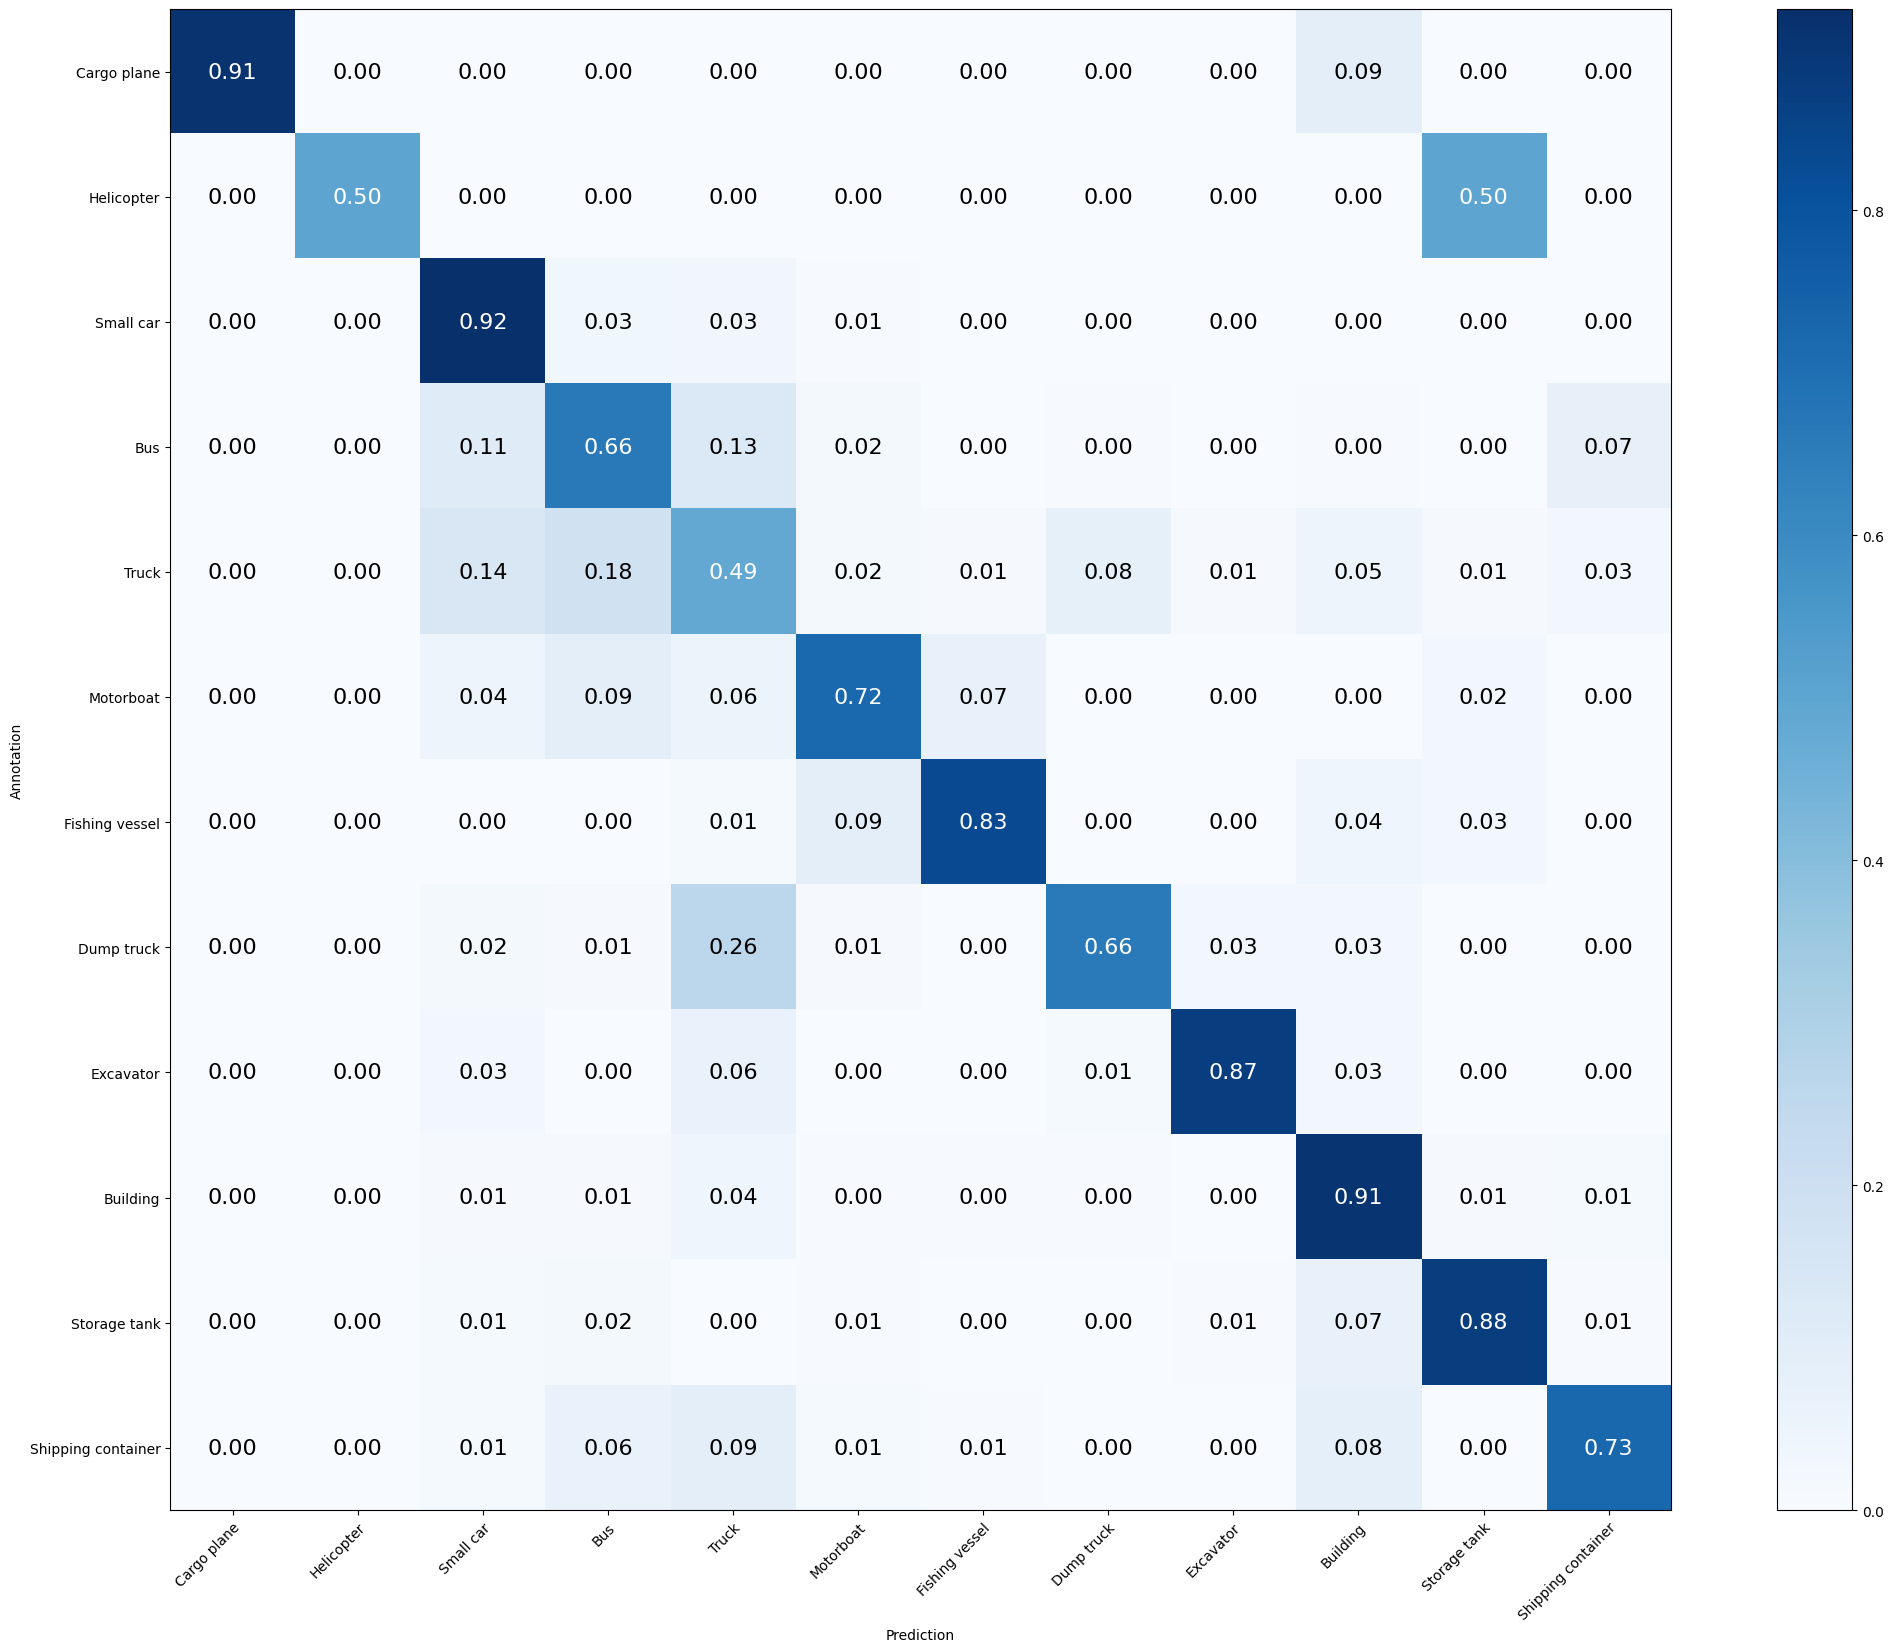 Cargo plane 0.91 0.00 0.00 0.00 0.00 0.00 0.00 0.00 0.00 0.09 0.00 0.00
Helicopter 0.00 0.50 0.00 0.00 0.00 0.00 0.00 0.00 0.00 0.00 0.50 0.00
0.8
Small car 0.00 0.00 0.92 0.03 0.03 0.01 0.00 0.00 0.00 0.00 0.00 0.00
Bus 0.00 0.00 0.11 0.66 0.13 0.02 0.00 0.00 0.00 0.00 0.00 0.07
0.6
Truck 0.00 0.00 0.14 0.18 0.49 0.02 0.01 0.08 0.01 0.05 0.01 0.03
Motorboat 0.00 0.00 0.04 0.09 0.06 0.72 0.07 0.00 0.00 0.00 0.02 0.00
Annotation
Fishing vessel 0.00 0.00 0.00 0.00 0.01 0.09 0.83 0.00 0.00 0.04 0.03 0.00
0.4
Dump truck 0.00 0.00 0.02 0.01 0.26 0.01 0.00 0.66 0.03 0.03 0.00 0.00
Excavator 0.00 0.00 0.03 0.00 0.06 0.00 0.00 0.01 0.87 0.03 0.00 0.00
0.2
Building 0.00 0.00 0.01 0.01 0.04 0.00 0.00 0.00 0.00 0.91 0.01 0.01
Storage tank 0.00 0.00 0.01 0.02 0.00 0.01 0.00 0.00 0.01 0.07 0.88 0.01
Shipping container 0.00 0.00 0.01 0.06 0.09 0.01 0.01 0.00 0.00 0.08 0.00 0.73
0.0
Cargo plane Helicopter Small car Bus Truck Motorboat Fishing vessel Dump truck Excavator Building Storage tank Shipping container
Prediction